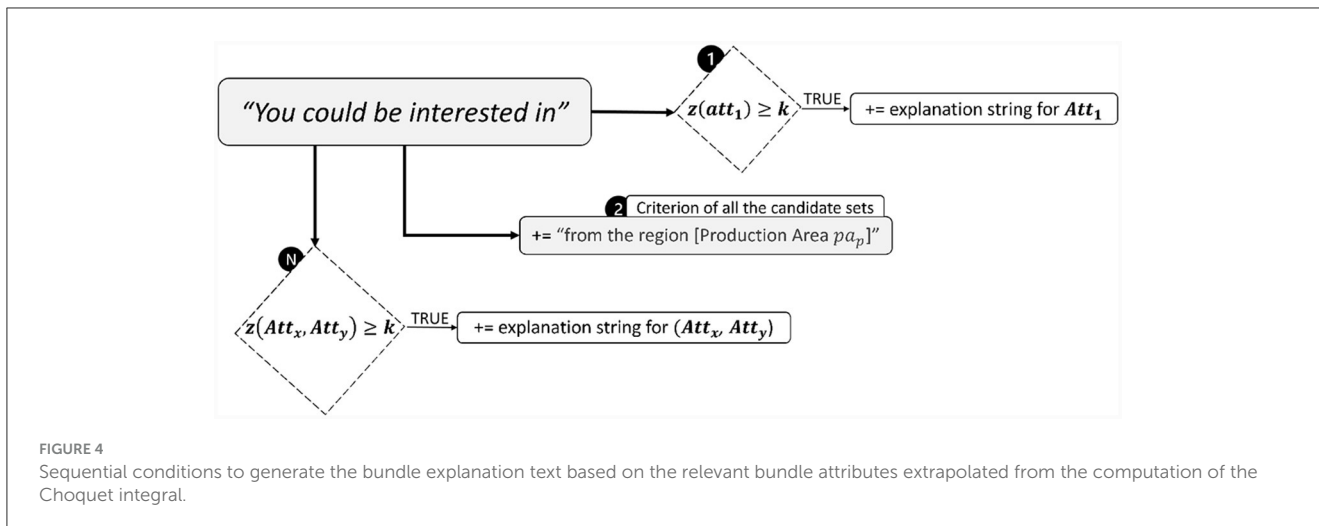 1
“You could be interested in”
z(att₁) ≥ k
TRUE
+= explanation string for Att₁
2
Criterion of all the candidate sets
+= “from the region [Production Area paₚ]”
N
z(Attₓ, Attᵧ) ≥ k
TRUE
+= explanation string for (Attₓ, Attᵧ)
FIGURE 4
Sequential conditions to generate the bundle explanation text based on the relevant bundle attributes extrapolated from the computation of the
Choquet integral.